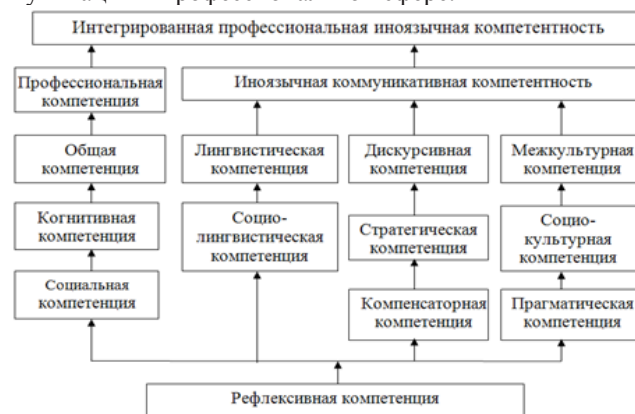 Интегрированная профессиональная иноязычная компетентность
Профессиональная
компетенция
Иноязычная коммуникативная компетентность
Общая
компетенция
Лингвистическая
компетенция
Дискурсивная
компетенция
Межкультурная
компетенция
Когнитивная
компетенция
Социо-
лингвистическая
компетенция
Стратегическая
компетенция
Социо-
культурная
компетенция
Социальная
компетенция
Компенсаторная
компетенция
Прагматическая
компетенция
Рефлексивная компетенция